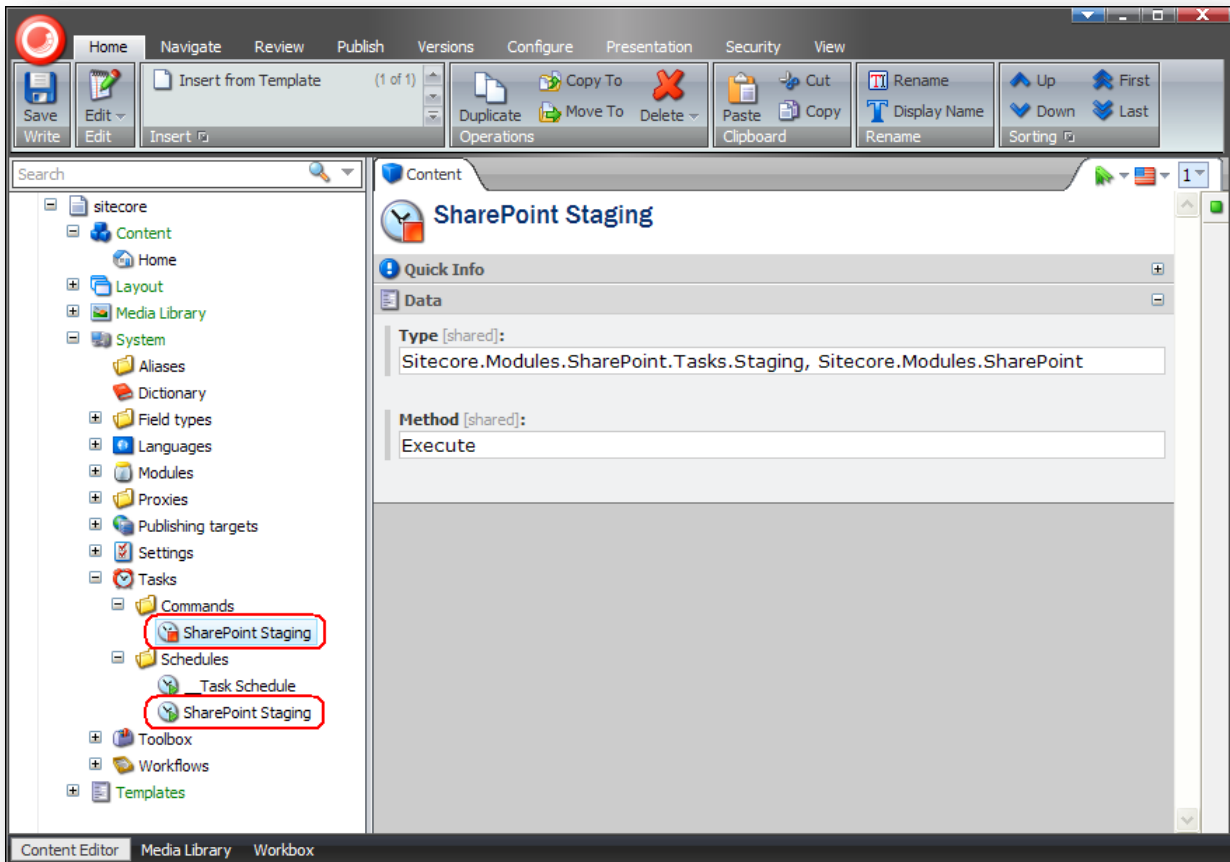 Home Navigate Review Publish Versions Configure Presentation Security View
Insert from Template (1 of 1) Copy To Cut Rename Up First
Save Edit Duplicate Move To Delete Paste Copy Display Name Down Last
Write Edit Insert Operations Clipboard Rename Sorting
Search
Content
1
sitecore
Content
Home
Layout
Media Library
System
Aliases
Dictionary
Field types
Languages
Modules
Proxies
Publishing targets
Settings
Tasks
Commands
SharePoint Staging
Schedules
__Task Schedule
SharePoint Staging
Toolbox
Workflows
Templates
SharePoint Staging
Quick Info
Data
Type [shared]:
Sitecore.Modules.SharePoint.Tasks.Staging, Sitecore.Modules.SharePoint
Method [shared]:
Execute
Content Editor Media Library Workbox